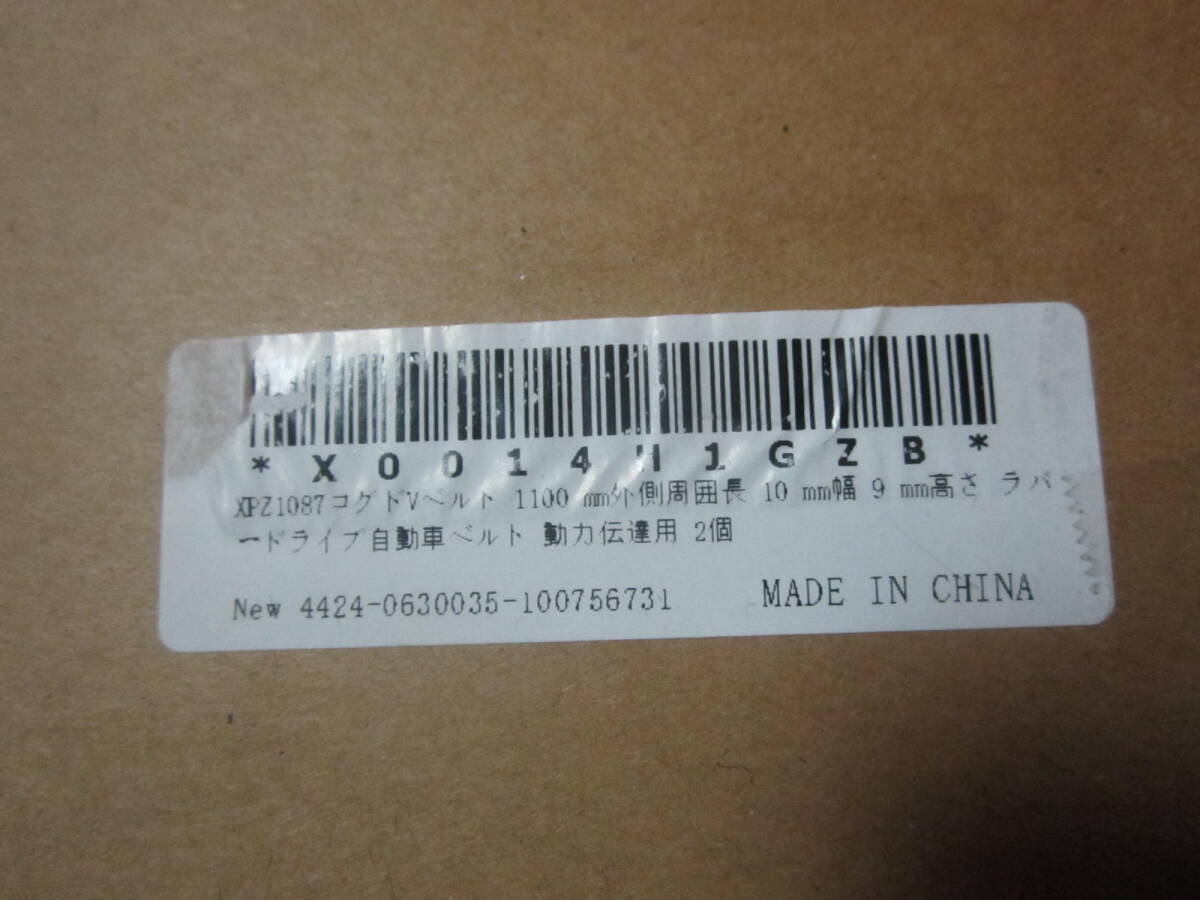 *X0014H1GZB*
XPZ1087コグドVベルト 1100 mm外側周囲長 10 mm幅 9 mm高さ ラバ
ードライブ自動車ベルト 動力伝達用 2個
New 4424-0630035-100756731 MADE IN CHINA